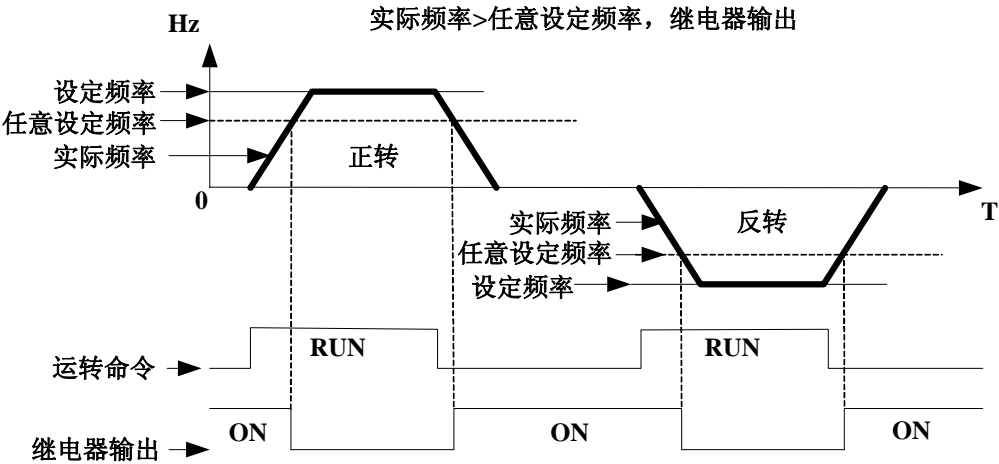 实际频率>任意设定频率，继电器输出
Hz
设定频率
任意设定频率
实际频率
正转
0
T
实际频率
反转
任意设定频率
设定频率
RUN
RUN
运转命令
ON
ON
ON
继电器输出